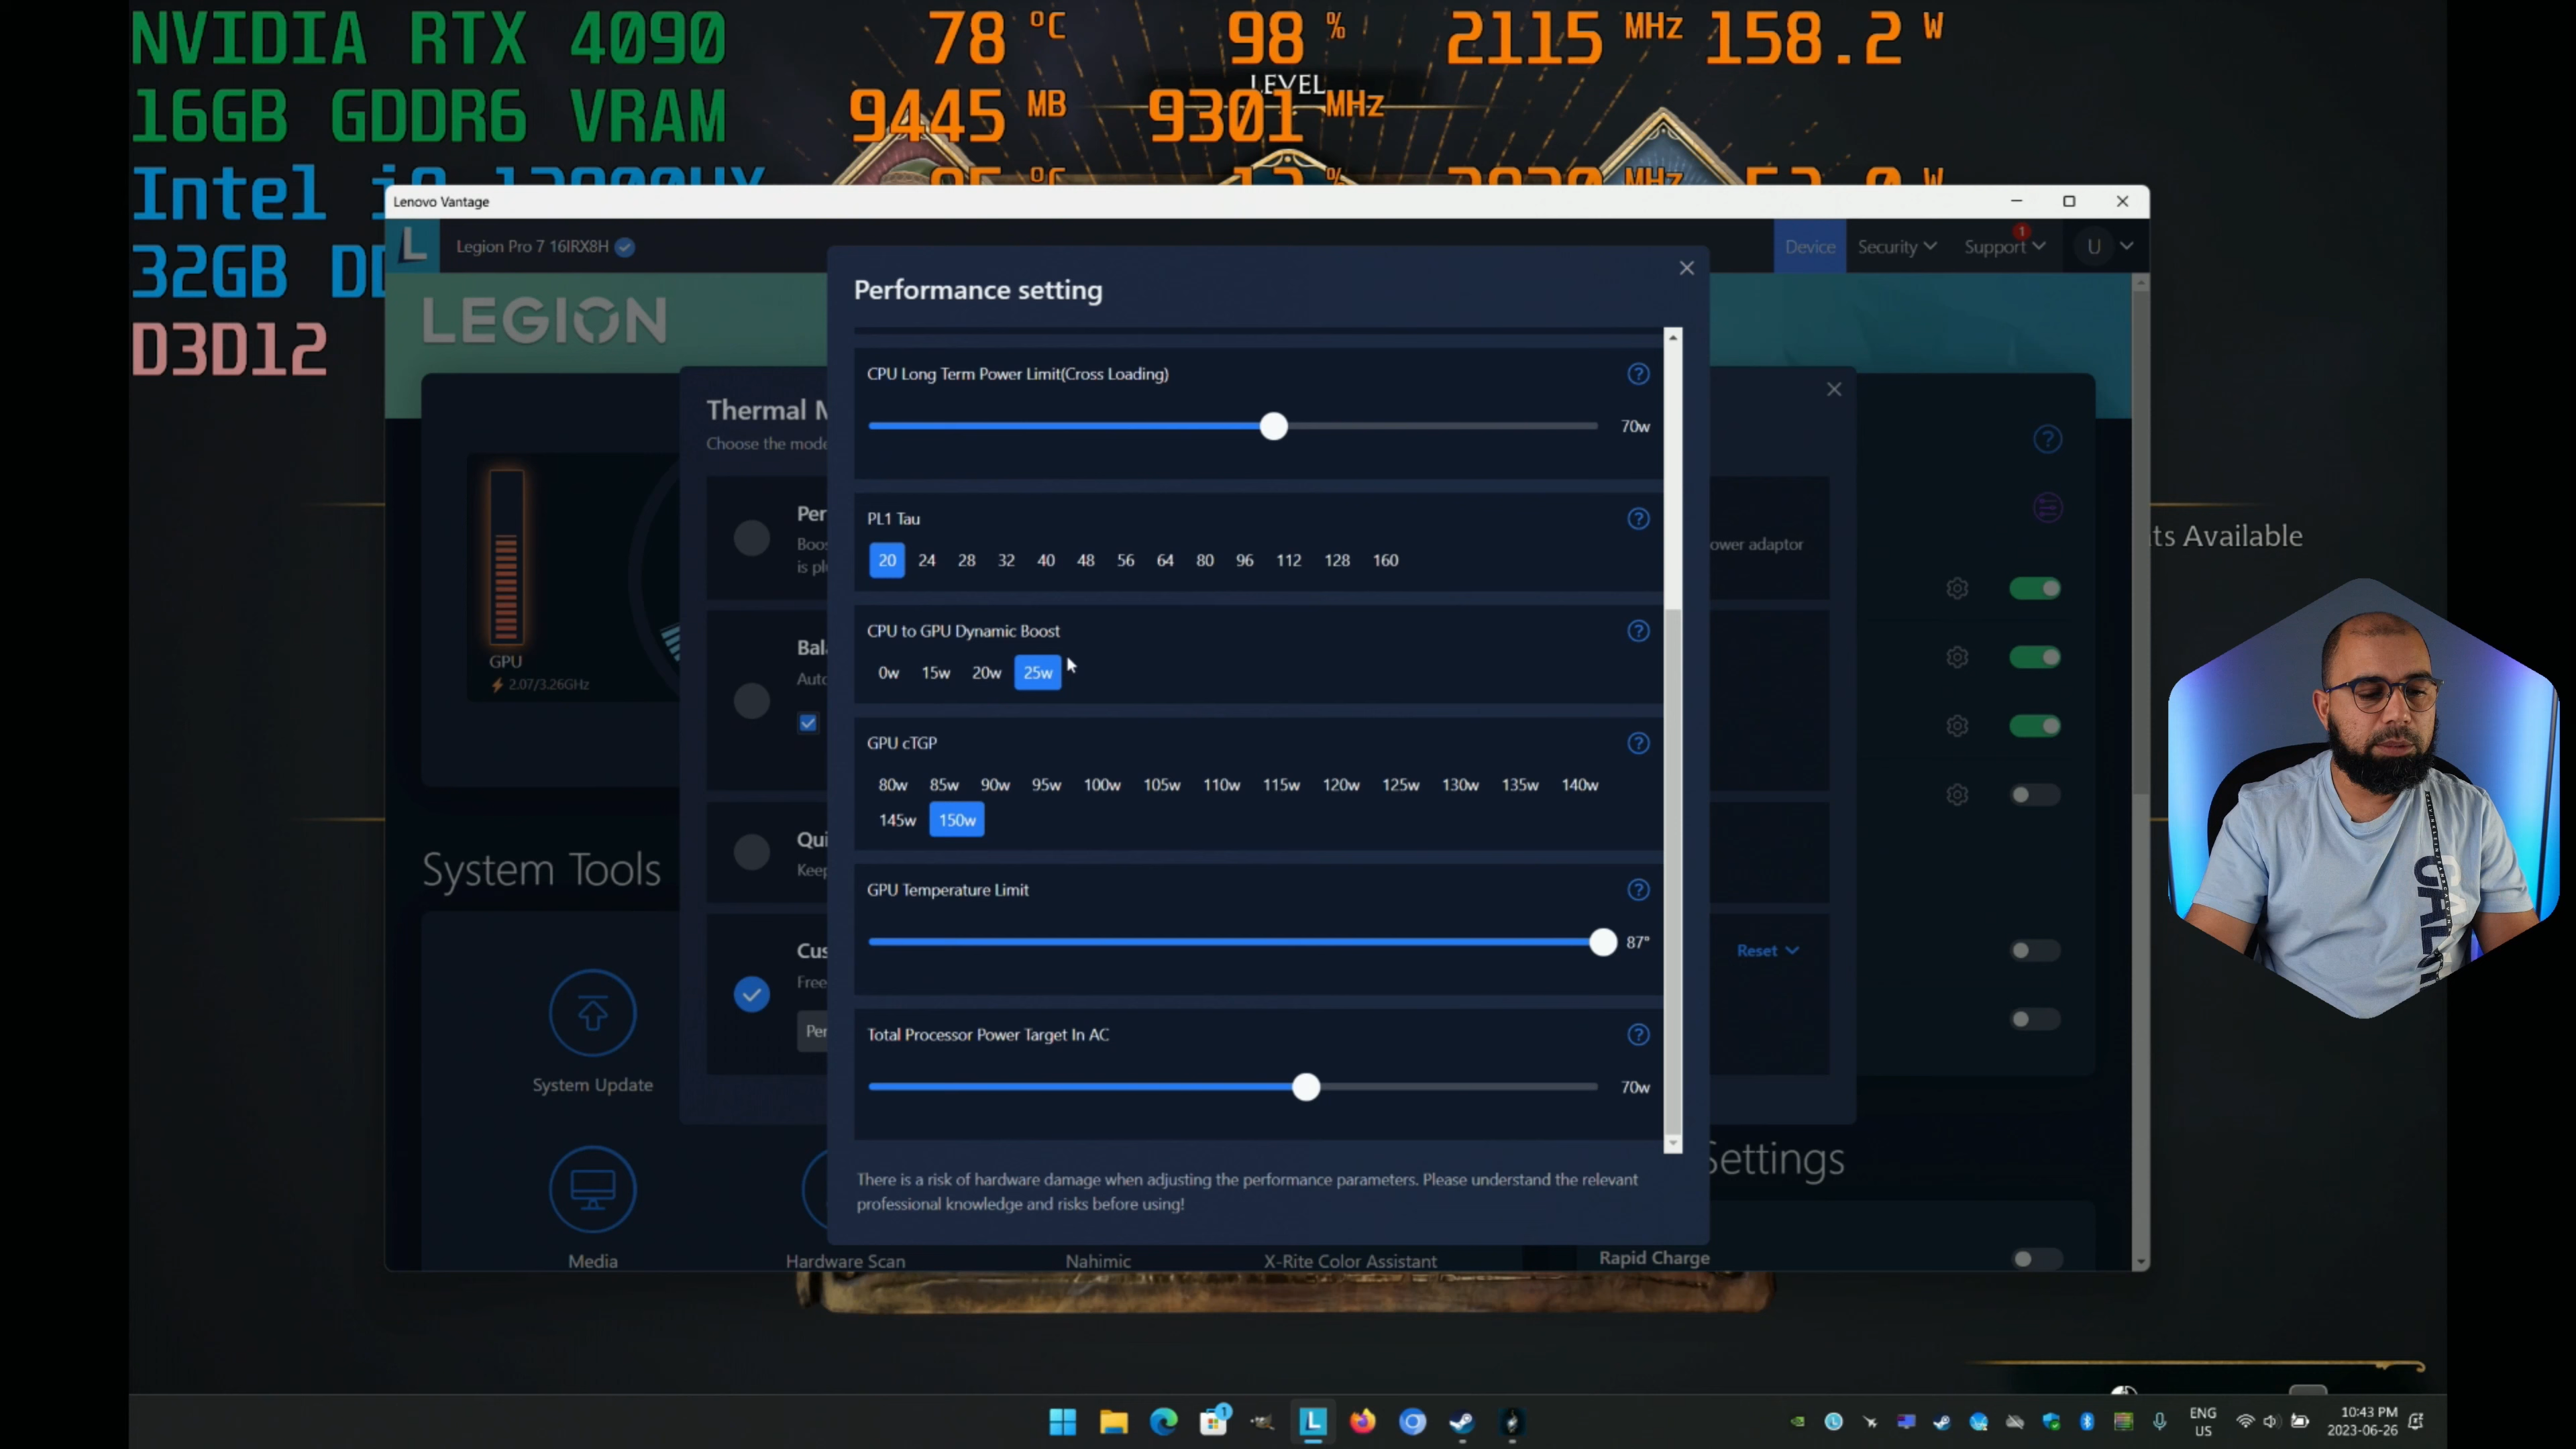 NVIDIA RTX 4090 78 °C 98 % 2115 MHz 158.2 W
LEVEL
16GB GDDR6 VRAM 9445 MB 9301 MHz
Intel
Lenovo Vantage
Legion Pro 7 16IRX8H
Device Security Support 1 U
32GB
D3D12
LEGION
Performance setting
CPU Long Term Power Limit(Cross Loading)
70w
Thermal
Choose the mode
PL1 Tau
20 24 28 32 40 48 56 64 80 96 112 128 160
is
ower adaptor
ts Available
CPU to GPU Dynamic Boost
0w 15w 20w 25w
GPU
2.07/3.26GHz
GPU cTGP
80w 85w 90w 95w 100w 105w 110w 115w 120w 125w 130w 135w 140w
145w 150w
System Tools
GPU Temperature Limit
87°
Reset
Total Processor Power Target In AC
70w
System Update
There is a risk of hardware damage when adjusting the performance parameters. Please understand the relevant
professional knowledge and risks before using!
Settings
Media Hardware Scan Nahimic X-Rite Color Assistant
Rapid Charge
ENG
US
10:43 PM
2023-06-26